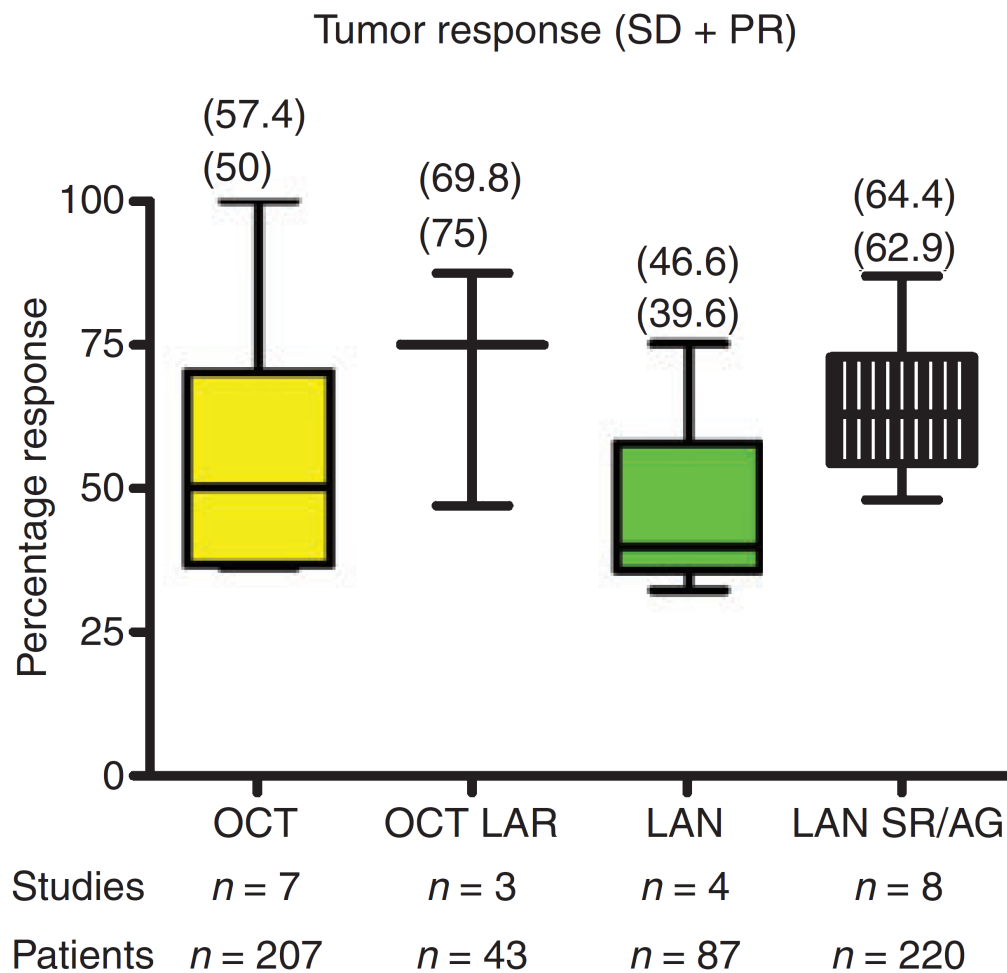 Tumor response (SD + PR)
(57.4)
(50)
(69.8)
(75)
(46.6)
(39.6)
(64.4)
(62.9)
Percentage response
100
75
50
25
0
OCT OCT LAR LAN LAN SR/AG
Studies n = 7 n = 3 n = 4 n = 8
Patients n = 207 n = 43 n = 87 n = 220